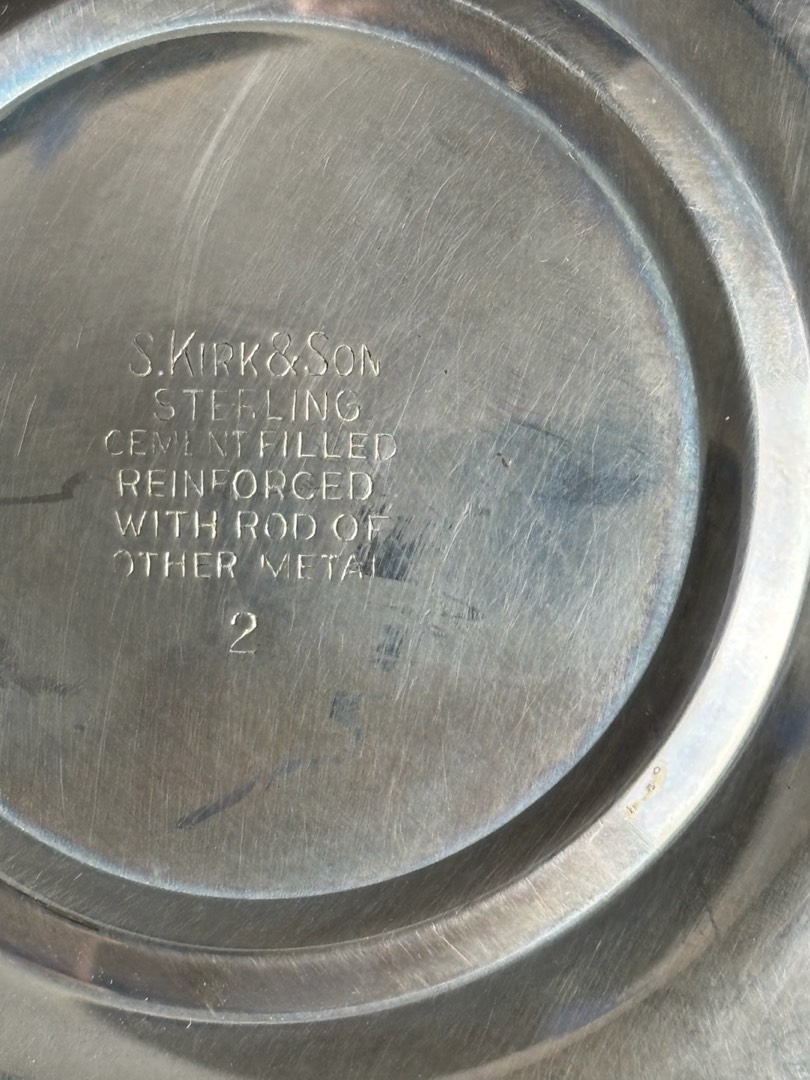 S. KIRK & SON
STERLING
CEMENT FILLED
REINFORCED
WITH ROD OF
OTHER METAL
2